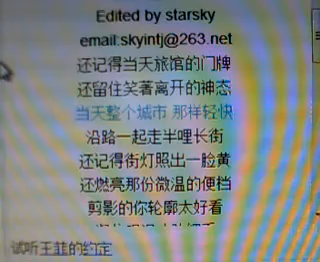 Edited by starsky
email:skyintj@263.net
还记得当天旅馆的门牌
还留住笑著离开的神态
当天整个城市 那样轻快
沿路一起走半哩长街
还记得街灯照出一脸黄
还燃亮那份微温的便档
剪影的你轮廓太好看
试听王菲的约定